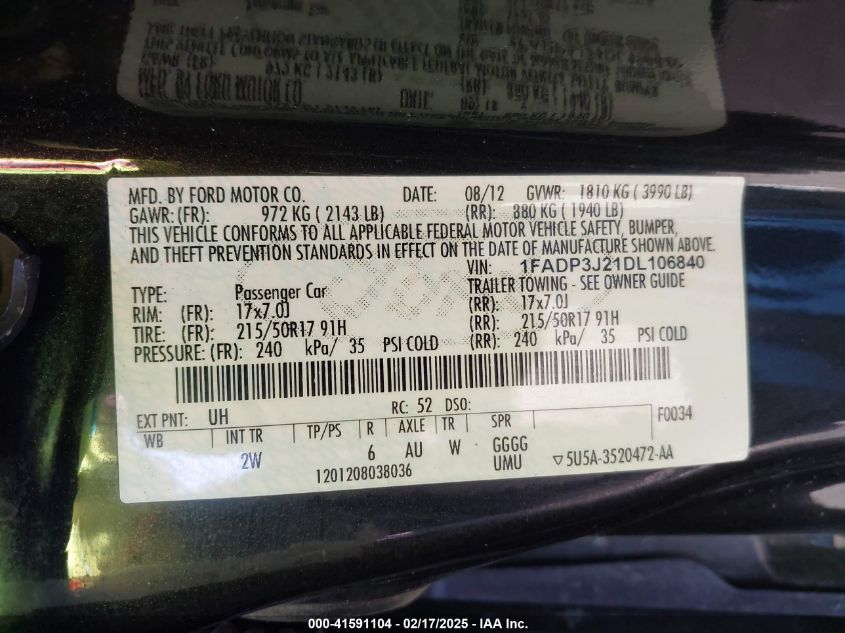 MFD. BY FORD MOTOR CO. DATE: 08/12 GVWR: 1810 KG ( 3990 LB)
GAWR: (FR): 972 KG ( 2143 LB) (RR): 880 KG ( 1940 LB)
THIS VEHICLE CONFORMS TO ALL APPLICABLE FEDERAL MOTOR VEHICLE SAFETY, BUMPER,
AND THEFT PREVENTION STANDARDS IN EFFECT ON THE DATE OF MANUFACTURE SHOWN ABOVE.
VIN: 1FADP3J21DL106840
TYPE: Passenger Car TRAILER TOWING - SEE OWNER GUIDE
RIM: (FR): 17x7.0J (RR): 17x7.0J
TIRE: (FR): 215/50R17 91H (RR): 215/50R17 91H
PRESSURE: (FR): 240 kPa/ 35 PSI COLD (RR): 240 kPa/ 35 PSI COLD
EXT PNT: UH RC: 52 DSO: F0034
WB INT TR TP/PS R AXLE TR SPR
2W 6 AU W GGGG
UMU
1201208038036 ▽5U5A-3520472-AA
000-41591104 - 02/17/2025 - IAA Inc.